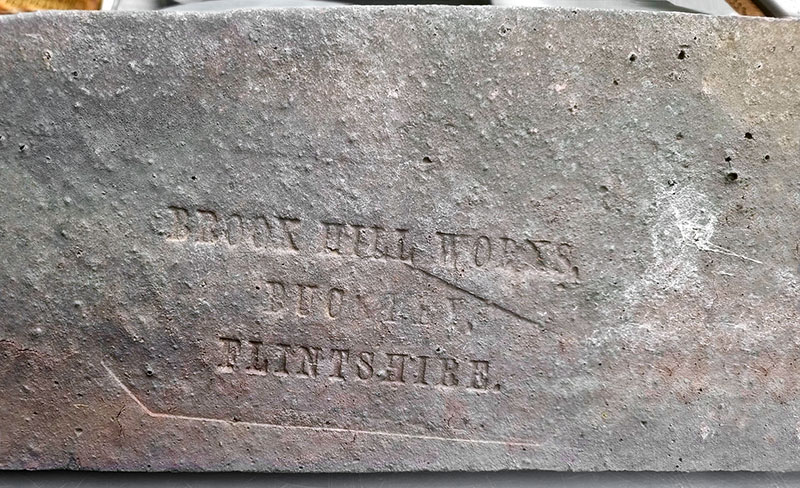 BROOK HILL WORKS,
BUCKLEY,
FLINTSHIRE.